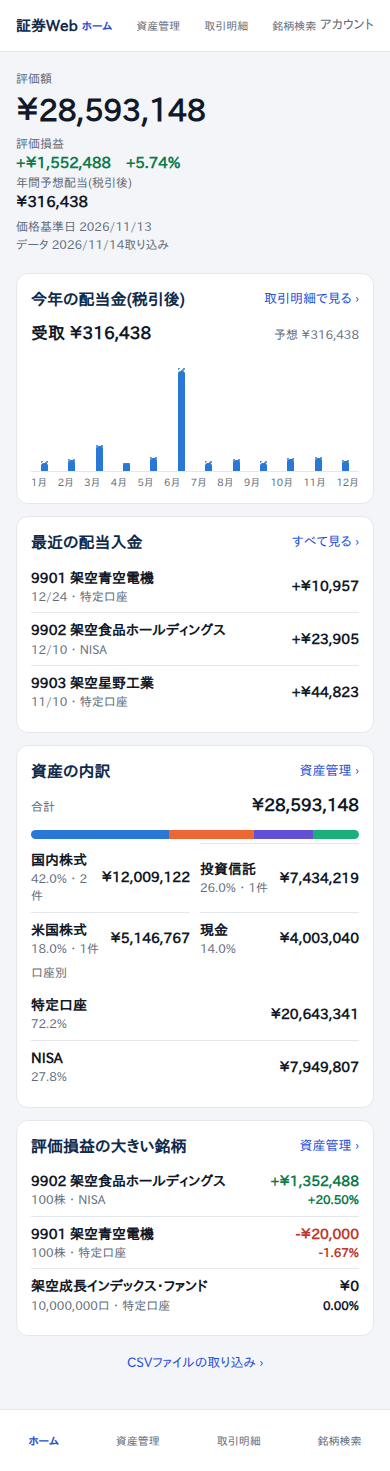 証券Web ホーム 資産管理 取引明細 銘柄検索 アカウント
評価額
¥28,593,148
評価損益
+¥1,552,488 +5.74%
年間予想配当(税引後)
¥316,438
価格基準日 2026/11/13
データ 2026/11/14取り込み
今年の配当金(税引後) 取引明細で見る ›
受取 ¥316,438 予想 ¥316,438
1月 2月 3月 4月 5月 6月 7月 8月 9月 10月 11月 12月
最近の配当入金 すべて見る ›
9901 架空青空電機 +¥10,957
12/24・特定口座
9902 架空食品ホールディングス +¥23,905
12/10・NISA
9903 架空星野工業 +¥44,823
11/10・特定口座
資産の内訳 資産管理 ›
合計 ¥28,593,148
国内株式 ¥12,009,122
42.0%・2件
投資信託 ¥7,434,219
26.0%・1件
米国株式 ¥5,146,767
18.0%・1件
現金 ¥4,003,040
14.0%
口座別
特定口座 ¥20,643,341
72.2%
NISA ¥7,949,807
27.8%
評価損益の大きい銘柄 資産管理 ›
9902 架空食品ホールディングス +¥1,352,488
100株・NISA +20.50%
9901 架空青空電機 -¥20,000
100株・特定口座 -1.67%
架空成長インデックス・ファンド ¥0
10,000,000口・特定口座 0.00%
CSVファイルの取り込み ›
ホーム 資産管理 取引明細 銘柄検索